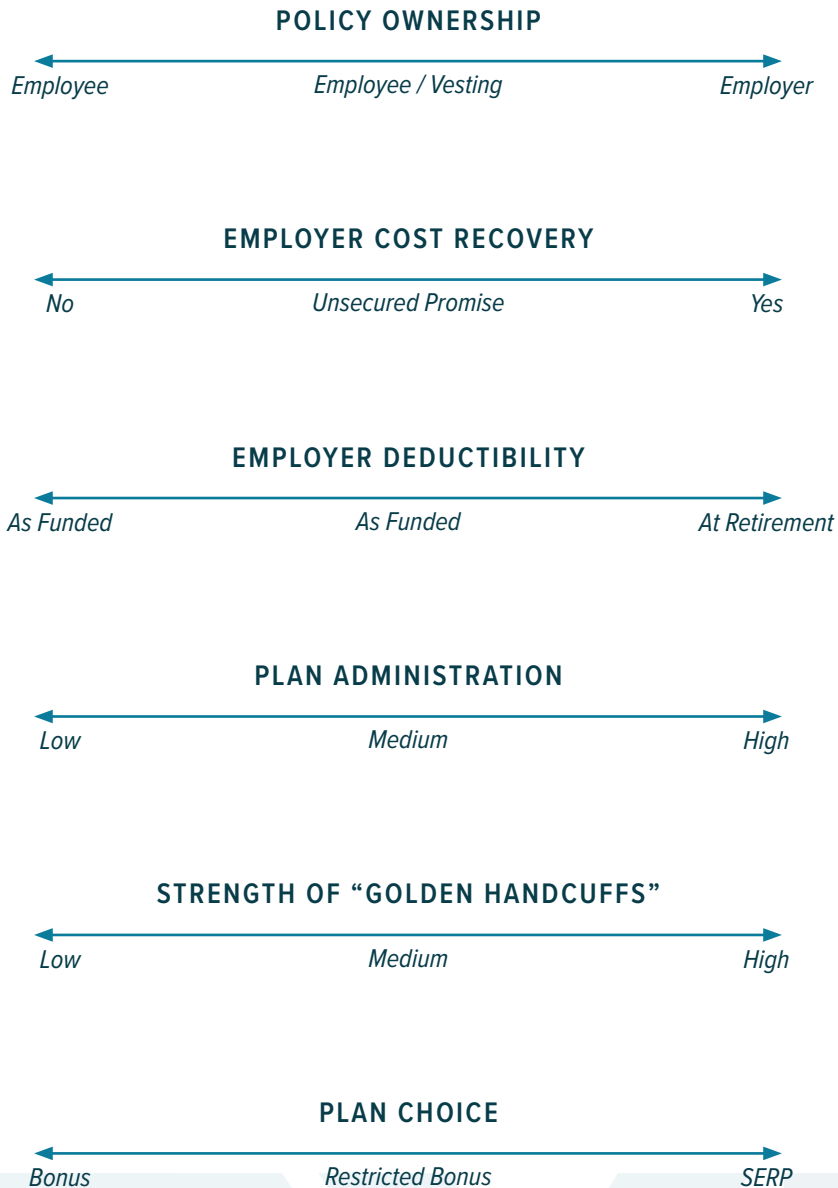 POLICY OWNERSHIP
Employee Employee / Vesting Employer
EMPLOYER COST RECOVERY
No Unsecured Promise Yes
EMPLOYER DEDUCTIBILITY
As Funded As Funded At Retirement
PLAN ADMINISTRATION
Low Medium High
STRENGTH OF “GOLDEN HANDCUFFS”
Low Medium High
PLAN CHOICE
Bonus Restricted Bonus SERP